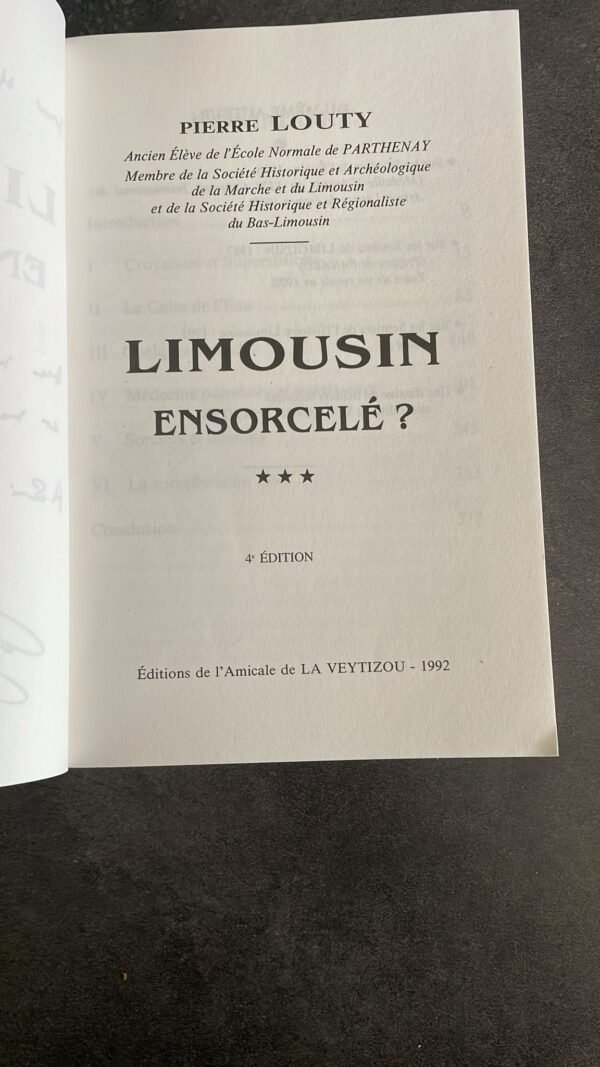 PIERRE LOUTY
Ancien Élève de l'École Normale de PARTHENAY
Membre de la Société Historique et Archéologique
de la Marche et du Limousin
et de la Société Historique et Régionaliste
du Bas-Limousin
LIMOUSIN
ENSORCELÉ ?
★★★
4e ÉDITION
Éditions de l'Amicale de LA VEYTIZOU - 1992